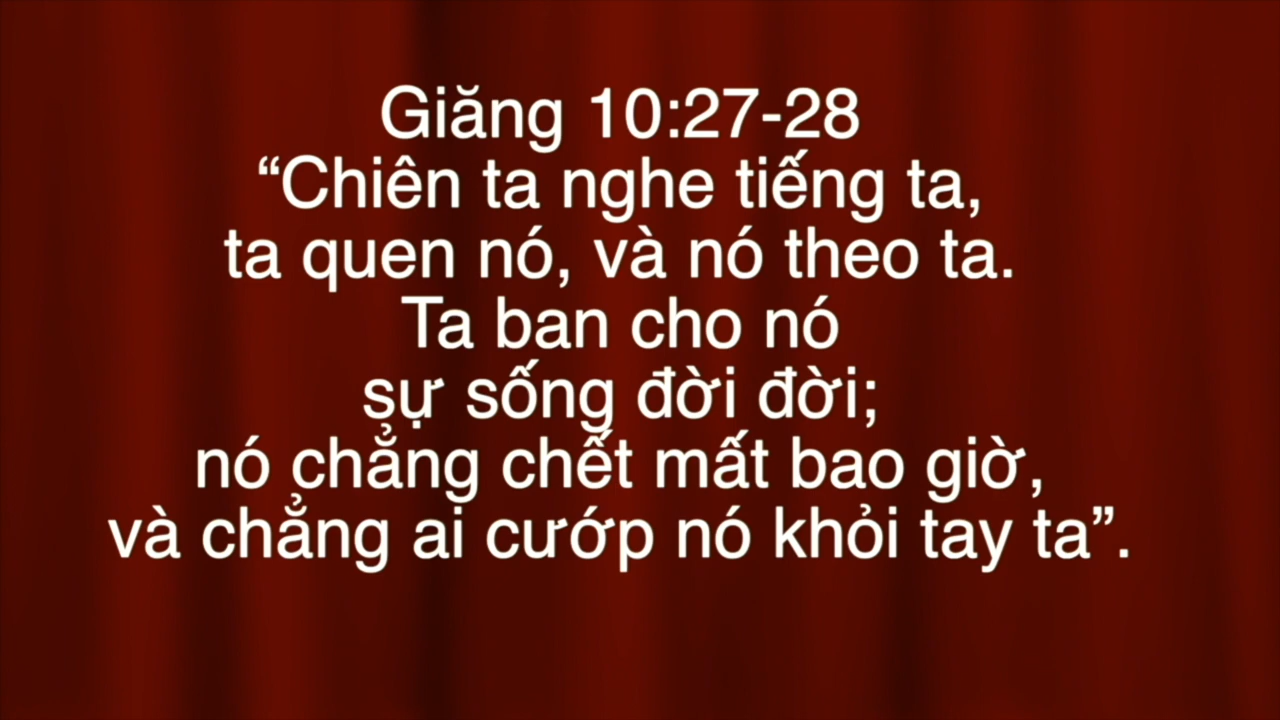 Giăng 10:27-28
“Chiên ta nghe tiếng ta,
ta quen nó, và nó theo ta.
Ta ban cho nó
sự sống đời đời;
nó chẳng chết mất bao giờ,
và chẳng ai cướp nó khỏi tay ta”.